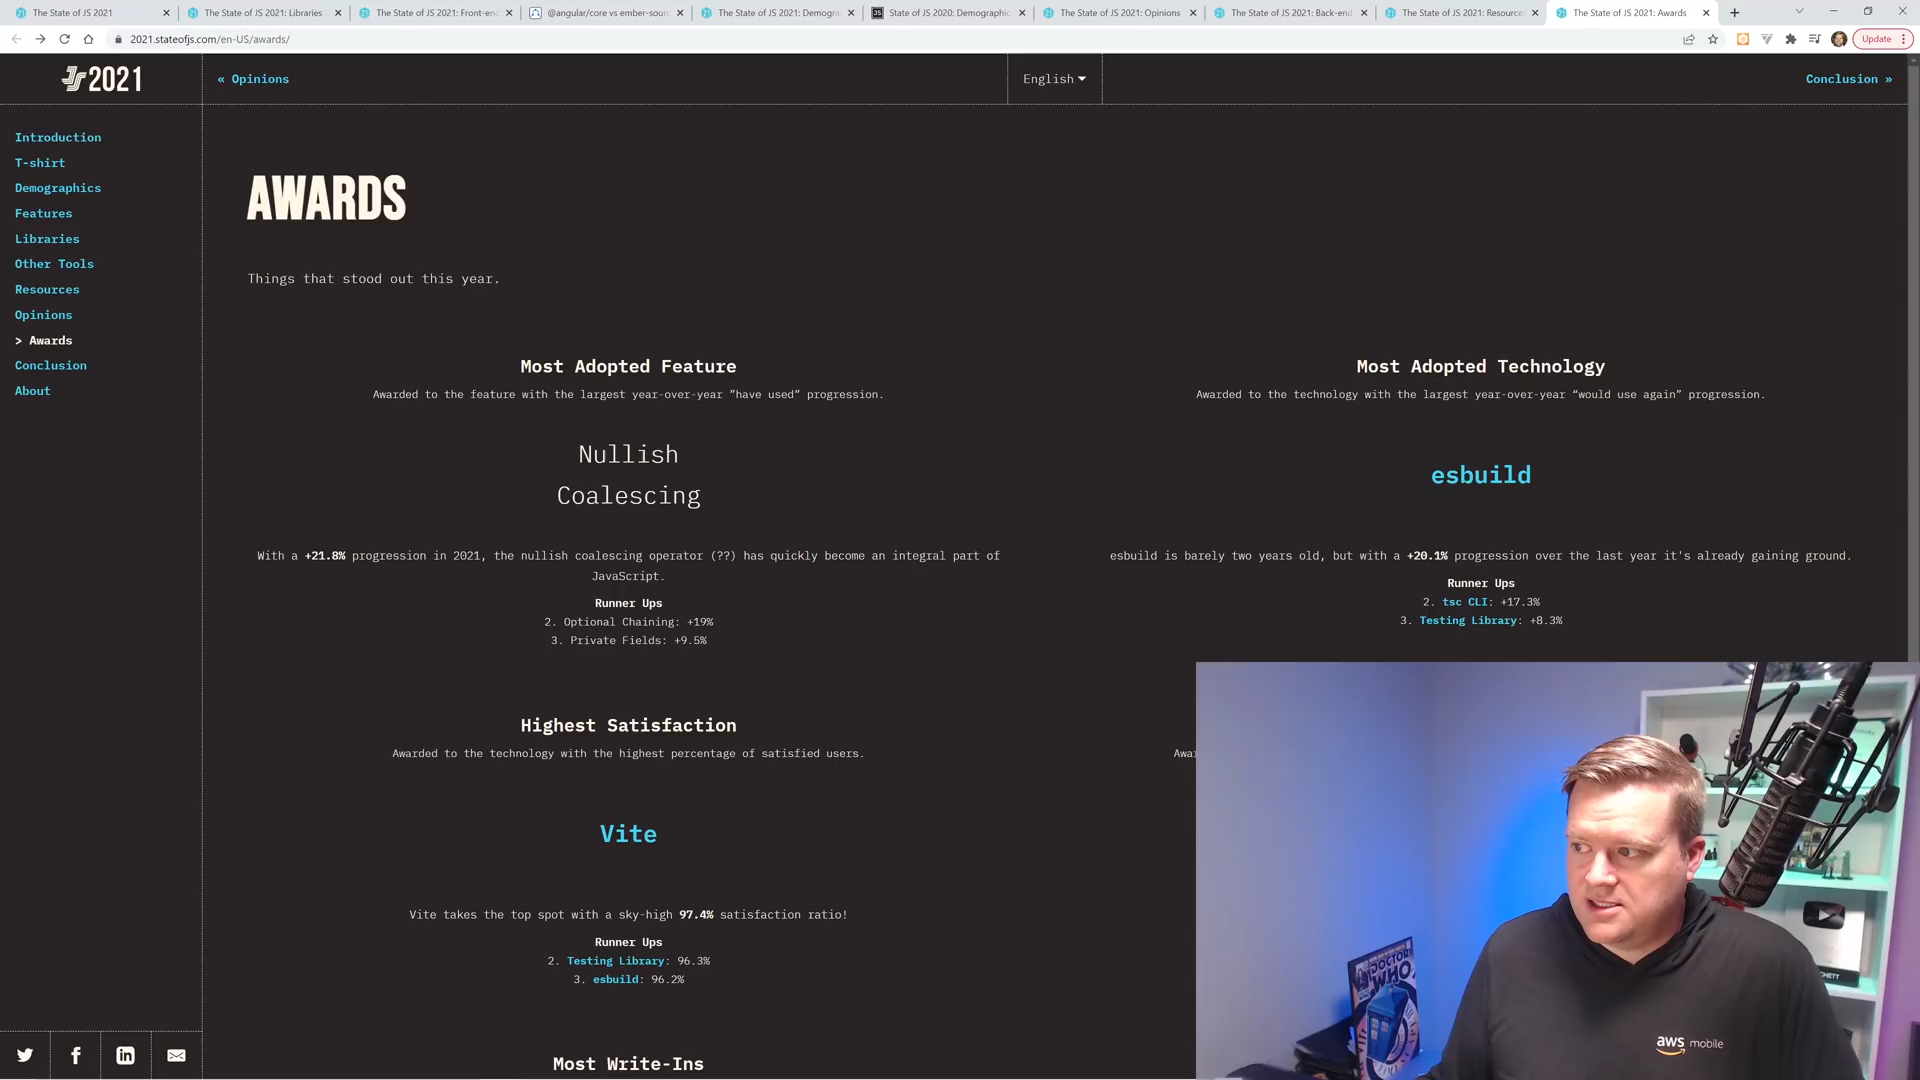 The State of JS 2021
The State of JS 2021: Libraries
The State of JS 2021: Front-en
@angular/core vs ember-sour
The State of JS 2021: Demogra
State of JS 2020: Demographic
The State of JS 2021: Opinions
The State of JS 2021: Back-end
The State of JS 2021: Resource
The State of JS 2021: Awards
2021.stateofjs.com/en-US/awards/
Update
JS 2021
« Opinions
English
Conclusion »
Introduction
T-shirt
Demographics
Features
Libraries
Other Tools
Resources
Opinions
> Awards
Conclusion
About
AWARDS
Things that stood out this year.
Most Adopted Feature
Awarded to the feature with the largest year-over-year “have used” progression.
Nullish
Coalescing
With a +21.8% progression in 2021, the nullish coalescing operator (??) has quickly become an integral part of
JavaScript.
Runner Ups
2. Optional Chaining: +19%
3. Private Fields: +9.5%
Most Adopted Technology
Awarded to the technology with the largest year-over-year “would use again” progression.
esbuild
esbuild is barely two years old, but with a +20.1% progression over the last year it's already gaining ground.
Runner Ups
2. tsc CLI: +17.3%
3. Testing Library: +8.3%
Highest Satisfaction
Awarded to the technology with the highest percentage of satisfied users.
Vite
Vite takes the top spot with a sky-high 97.4% satisfaction ratio!
Runner Ups
2. Testing Library: 96.3%
3. esbuild: 96.2%
Awa
Most Write-Ins
DOCTOR
WHO
aws mobile